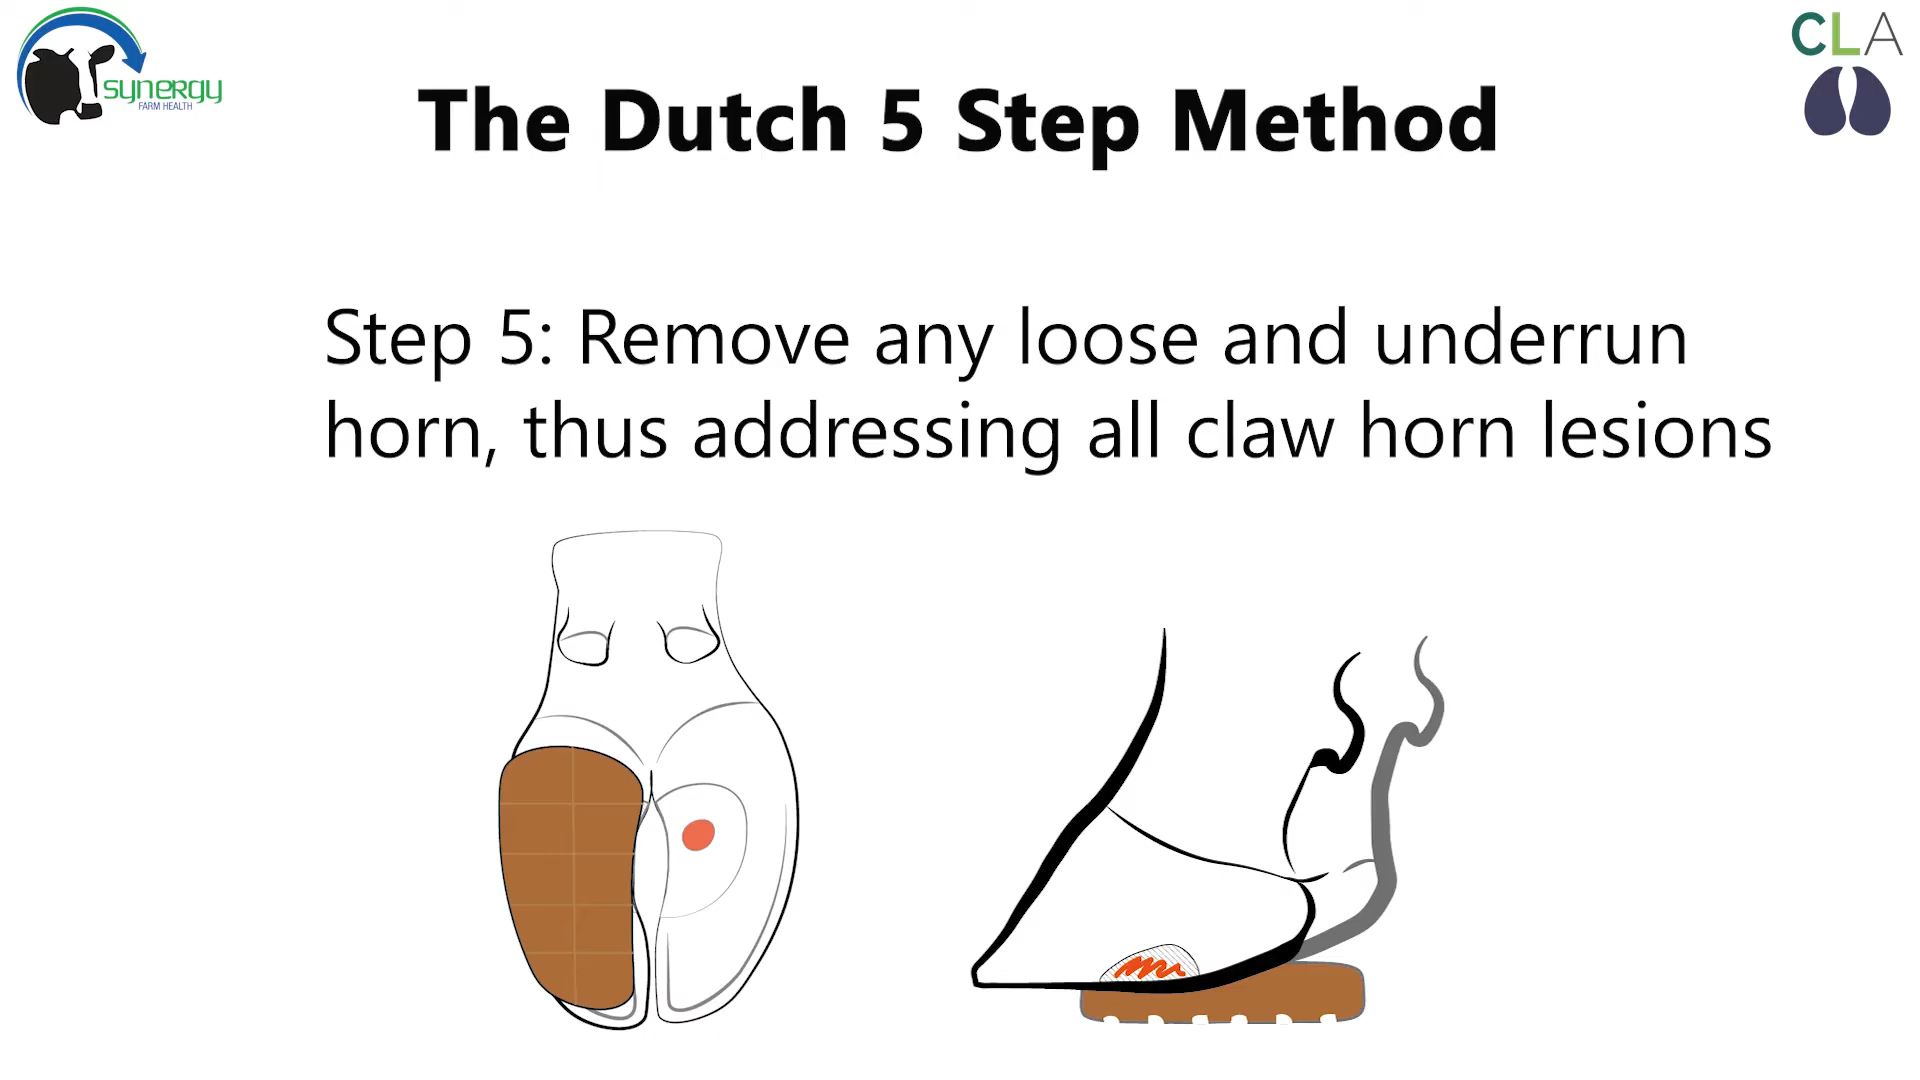 synergy
FARM HEALTH
CLA
The Dutch 5 Step Method
Step 5: Remove any loose and underrun
horn, thus addressing all claw horn lesions